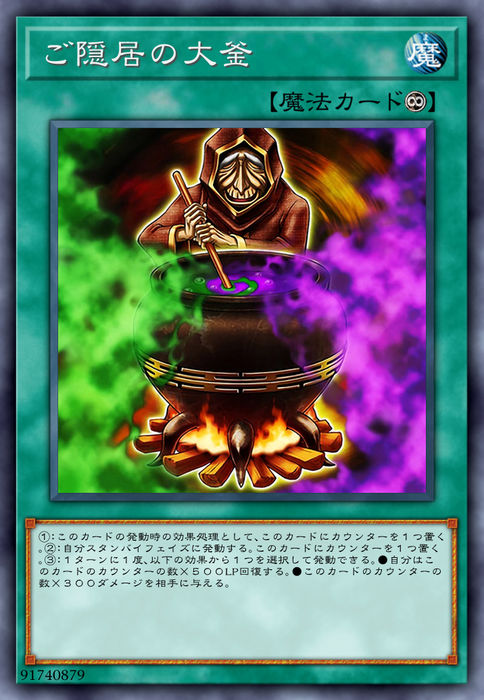 ご隠居の大釜
魔
【魔法カード】
①:このカードの発動時の効果処理として、このカードにカウンターを1つ置く
。②:自分スタンバイフェイズに発動する。このカードにカウンターを1つ置く
。③:1ターンに1度、以下の効果から1つを選択して発動できる。●自分はこ
のカードのカウンターの数×500LP回復する。●このカードのカウンターの
数×300ダメージを相手に与える。
91740879